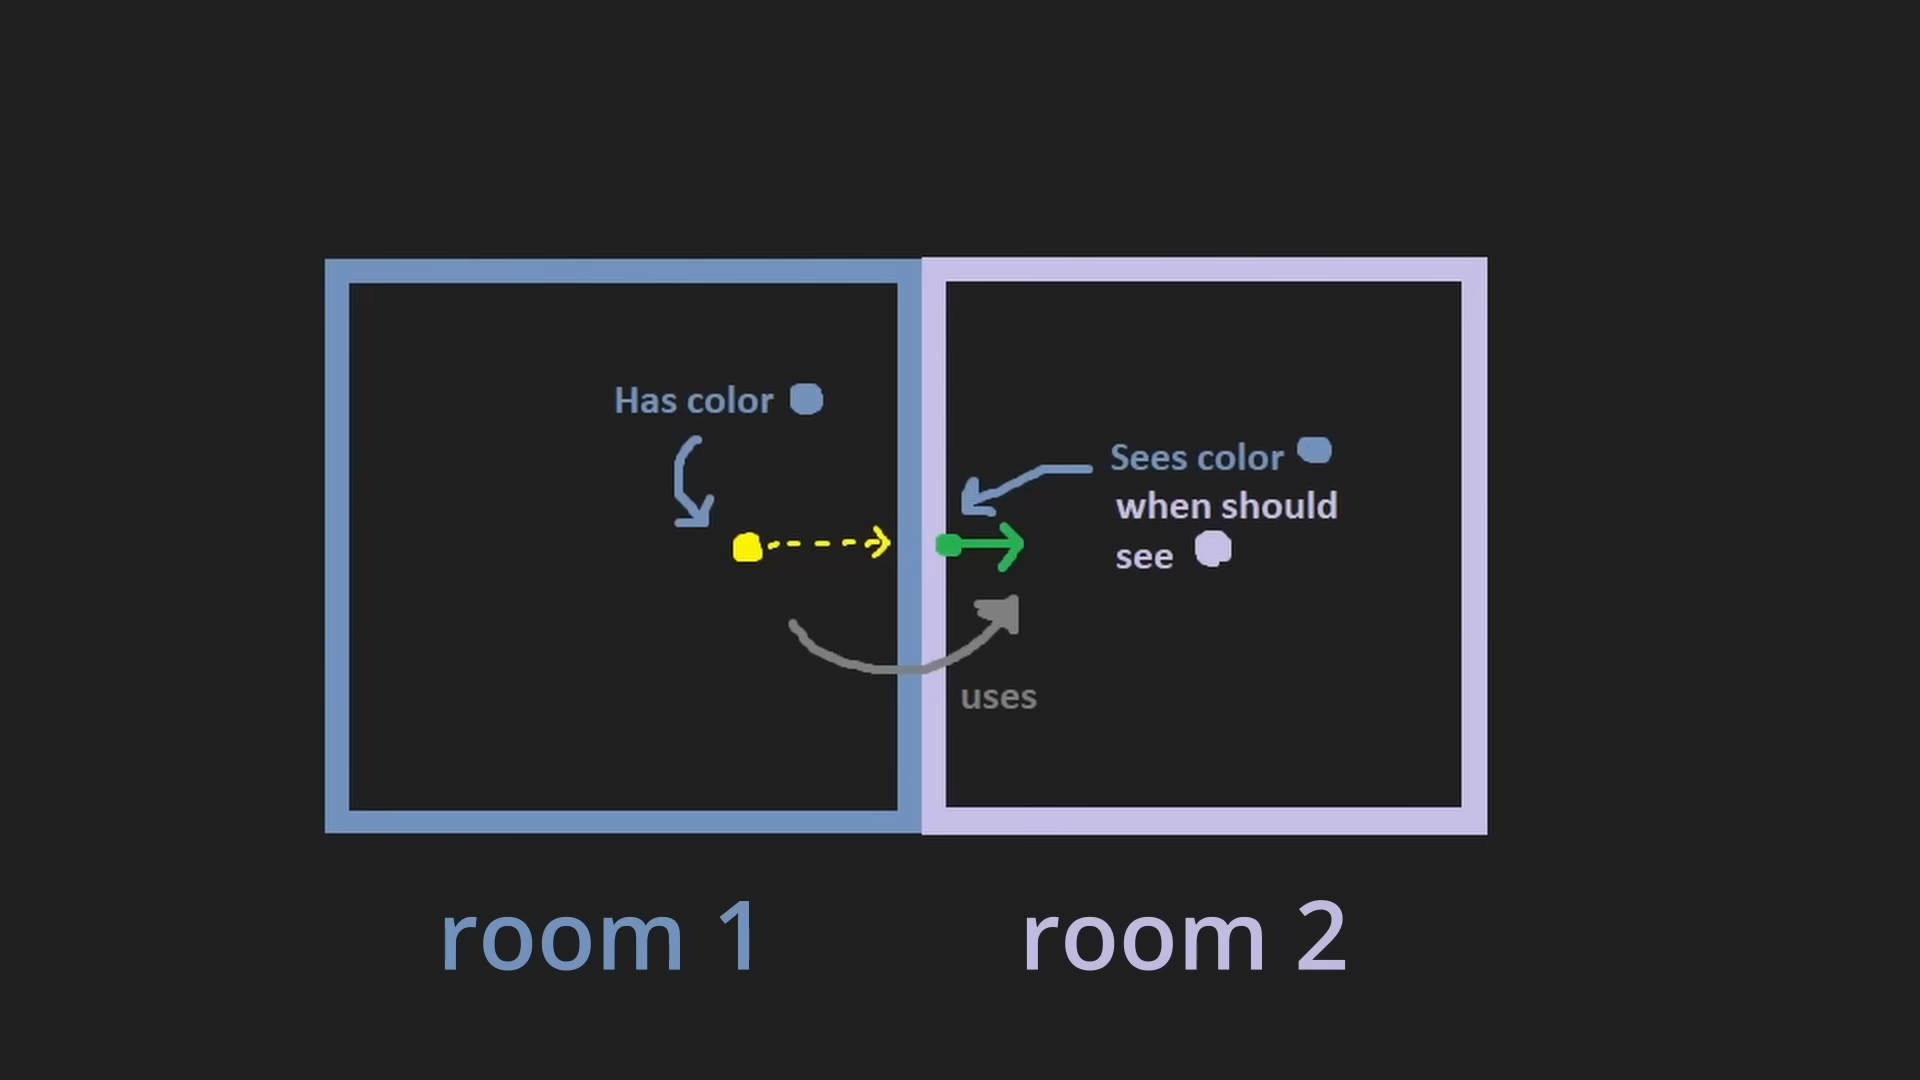 Has color
Sees color
when should
see
uses
room 1
room 2